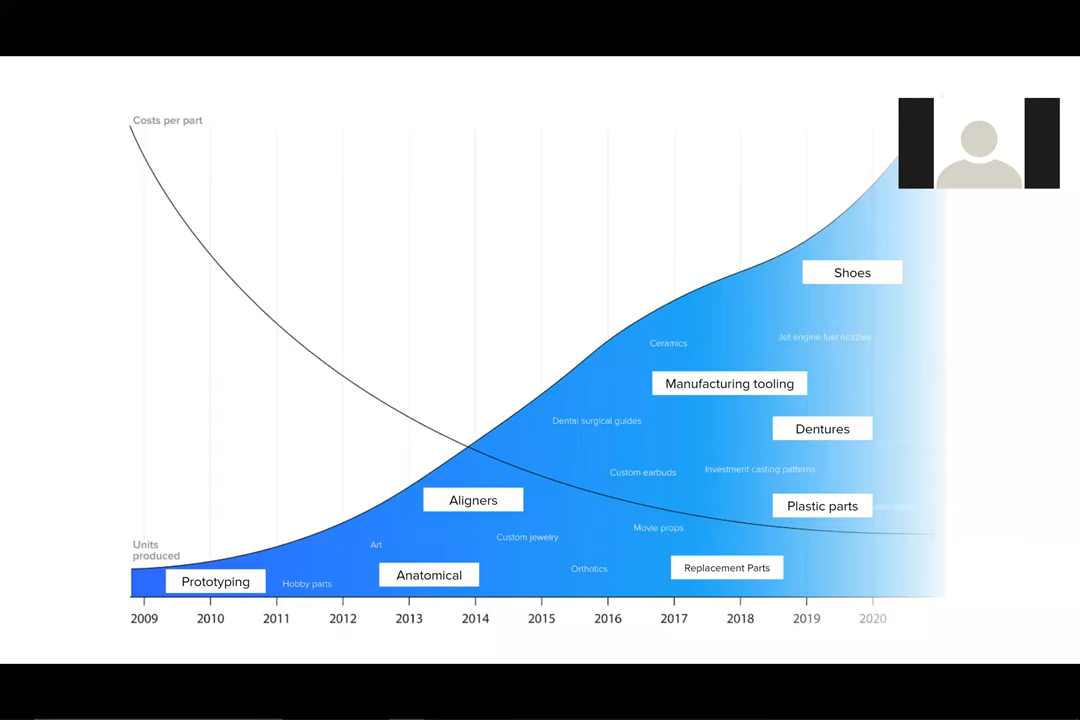 Costs per part
Shoes
Jet engine fuel nozzles
Ceramics
Manufacturing tooling
Dental surgical guides
Dentures
Custom earbuds
Investment casting patterns
Aligners
Plastic parts
Movie props
Custom jewelry
Art
Units
produced
Orthotics
Replacement Parts
Anatomical
Prototyping
Hobby parts
2009 2010 2011 2012 2013 2014 2015 2016 2017 2018 2019 2020